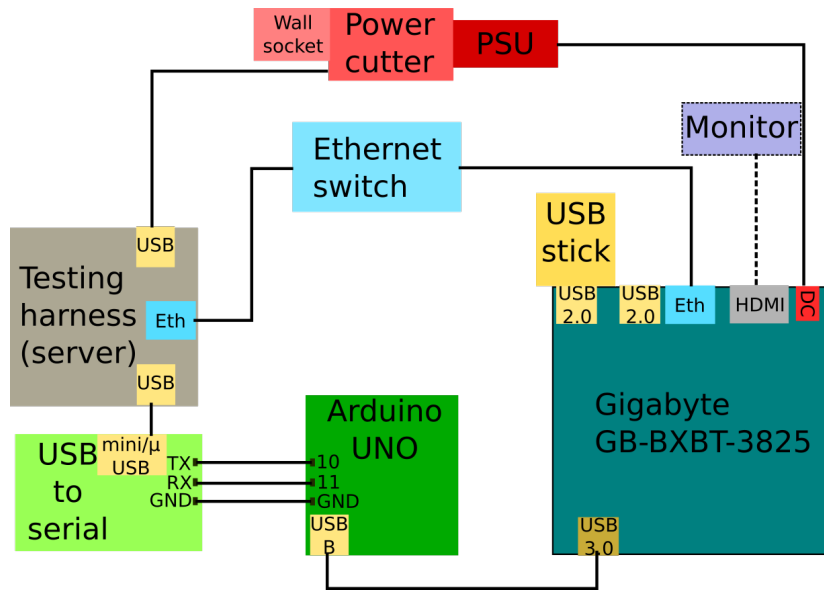 Wall
socket
Power
cutter
PSU
Monitor
Ethernet
switch
USB
stick
USB
Testing
harness
(server)
Eth
USB
USB
2.0
USB
2.0
Eth
HDMI
DC
Gigabyte
GB-BXBT-3825
USB
3.0
USB
to
serial
mini/µ
USB
TX
RX
GND
Arduino
UNO
10
11
GND
USB
B